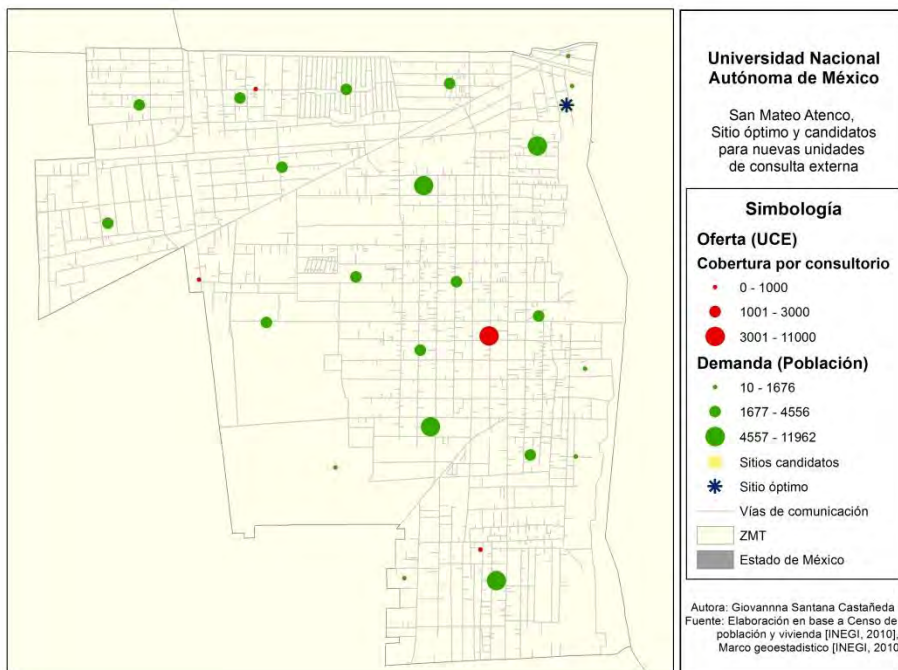 Universidad Nacional
Autónoma de México
San Mateo Atenco,
Sitio óptimo y candidatos
para nuevas unidades
de consulta externa
Simbología
Oferta (UCE)
Cobertura por consultorio
0 - 1000
1001 - 3000
3001 - 11000
Demanda (Población)
10 - 1676
1677 - 4556
4557 - 11962
Sitios candidatos
Sitio óptimo
Vías de comunicación
ZMT
Estado de México
Autora: Giovannna Santana Castañeda
Fuente: Elaboración en base a Censo de
población y vivienda [INEGI, 2010],
Marco geoestadistico [INEGI, 2010